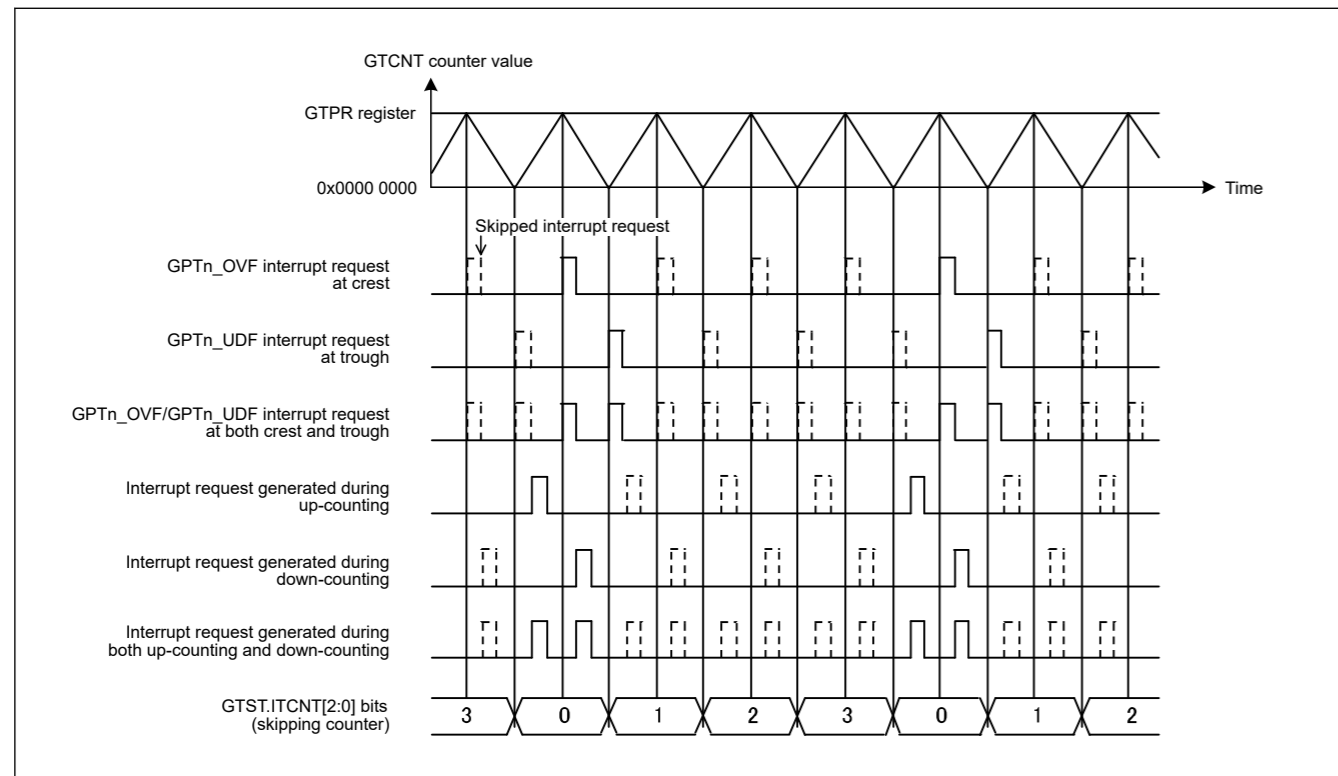 GTCNT counter value
GTPR register
0x0000 0000
Time
Skipped interrupt request
GPTn_OVF interrupt request
at crest
GPTn_UDF interrupt request
at trough
GPTn_OVF/GPTn_UDF interrupt request
at both crest and trough
Interrupt request generated during
up-counting
Interrupt request generated during
down-counting
Interrupt request generated during
both up-counting and down-counting
GTST.ITCNT[2:0] bits
(skipping counter)
3 0 1 2 3 0 1 2